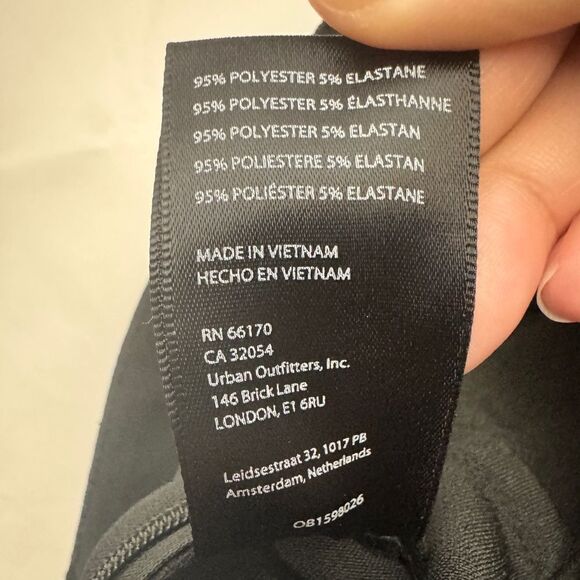 95% POLYESTER 5% ELASTANE
95% POLYESTER 5% ÉLASTHANNE
95% POLYESTER 5% ELASTAN
95% POLIESTERE 5% ELASTAN
95% POLIÉSTER 5% ELASTANE
MADE IN VIETNAM
HECHO EN VIETNAM
RN 66170
CA 32054
Urban Outfitters, Inc.
146 Brick Lane
LONDON, E1 6RU
Leidsestraat 32, 1017 PB
Amsterdam, Netherlands
OB1598026